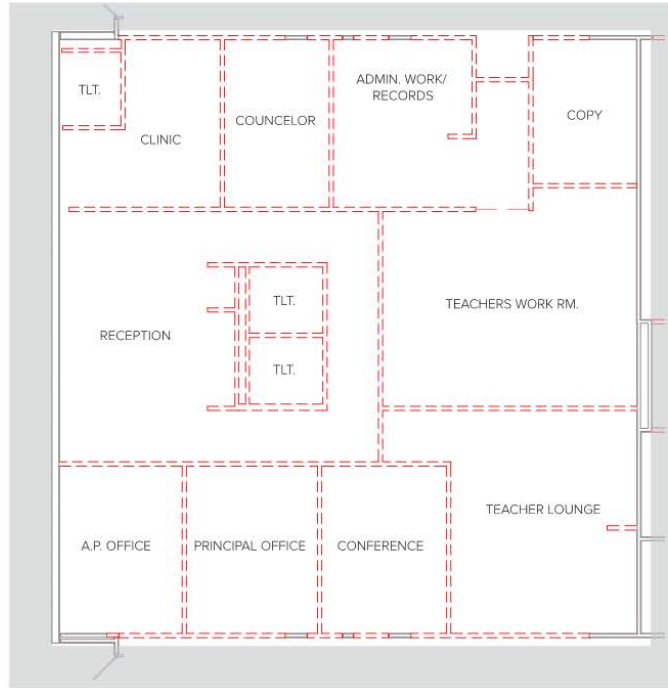 TLT.
CLINIC
COUNCELOR
ADMIN. WORK/
RECORDS
COPY
RECEPTION
TLT.
TLT.
TEACHERS WORK RM.
A.P. OFFICE
PRINCIPAL OFFICE
CONFERENCE
TEACHER LOUNGE